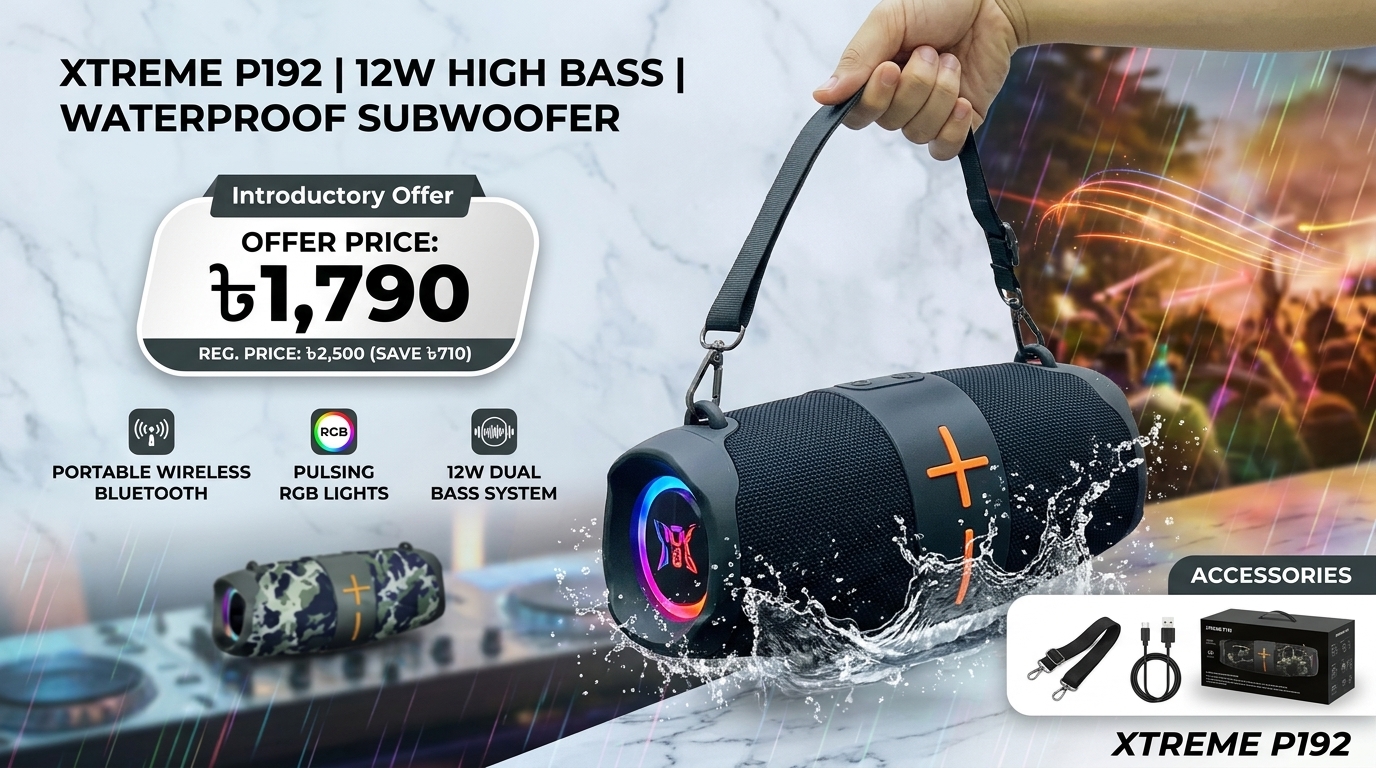 XTREME P192 | 12W HIGH BASS |
WATERPROOF SUBWOOFER
Introductory Offer
OFFER PRICE:
৳1,790
REG. PRICE: ৳2,500 (SAVE ৳710)
RGB
PORTABLE WIRELESS
BLUETOOTH
PULSING
RGB LIGHTS
12W DUAL
BASS SYSTEM
ACCESSORIES
XTREME P192